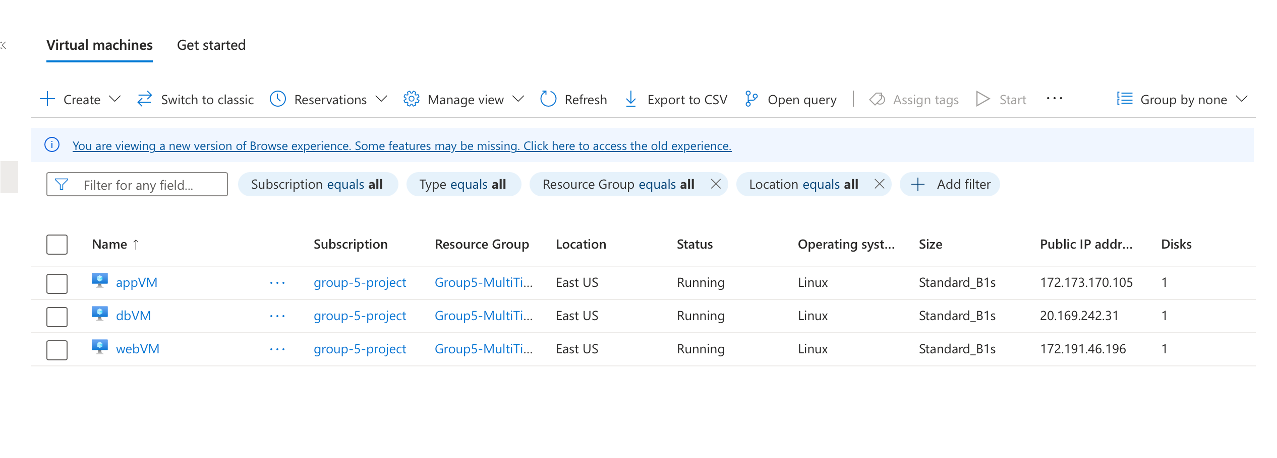 Virtual machines Get started
Create Switch to classic Reservations Manage view Refresh Export to CSV Open query Assign tags Start ··· Group by none
You are viewing a new version of Browse experience. Some features may be missing. Click here to access the old experience.
Filter for any field... Subscription equals all Type equals all Resource Group equals all Location equals all Add filter
Name ↑ Subscription Resource Group Location Status Operating syst... Size Public IP addr... Disks
appVM ··· group-5-project Group5-MultiTi... East US Running Linux Standard_B1s 172.173.170.105 1
dbVM ··· group-5-project Group5-MultiTi... East US Running Linux Standard_B1s 20.169.242.31 1
webVM ··· group-5-project Group5-MultiTi... East US Running Linux Standard_B1s 172.191.46.196 1